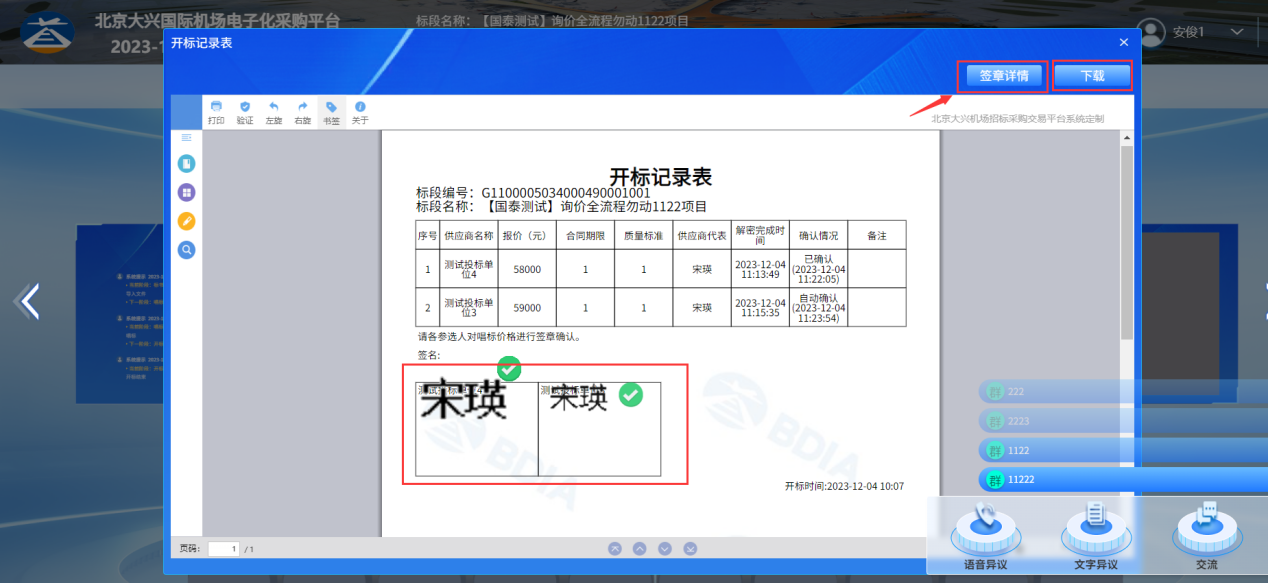 北京大兴国际机场电子化采购平台
标段名称：【国泰测试】询价全流程勿动1122项目
2023-1
安俊1
开标记录表
签章详情
下载
打印 验证 左旋 右旋 书签 关于
北京大兴机场招标采购交易平台系统定制
开标记录表
标段编号：G1100005034000490001001
标段名称：【国泰测试】询价全流程勿动1122项目
序号 供应商名称 报价（元） 合同期限 质量标准 供应商代表 解密完成时间 确认情况 备注
1 测试投标单位4 58000 1 1 宋瑛 2023-12-04 11:13:49 已确认 (2023-12-04 11:22:05)
2 测试投标单位3 59000 1 1 宋瑛 2023-12-04 11:15:35 自动确认 (2023-12-04 11:23:54)
请各参选人对唱标价格进行签章确认。
签名:
宋瑛 宋瑛
BDIA
BDIA
开标时间:2023-12-04 10:07
群 222
群 2223
群 1122
群 11222
页码: 1 / 1
语音异议 文字异议 交流